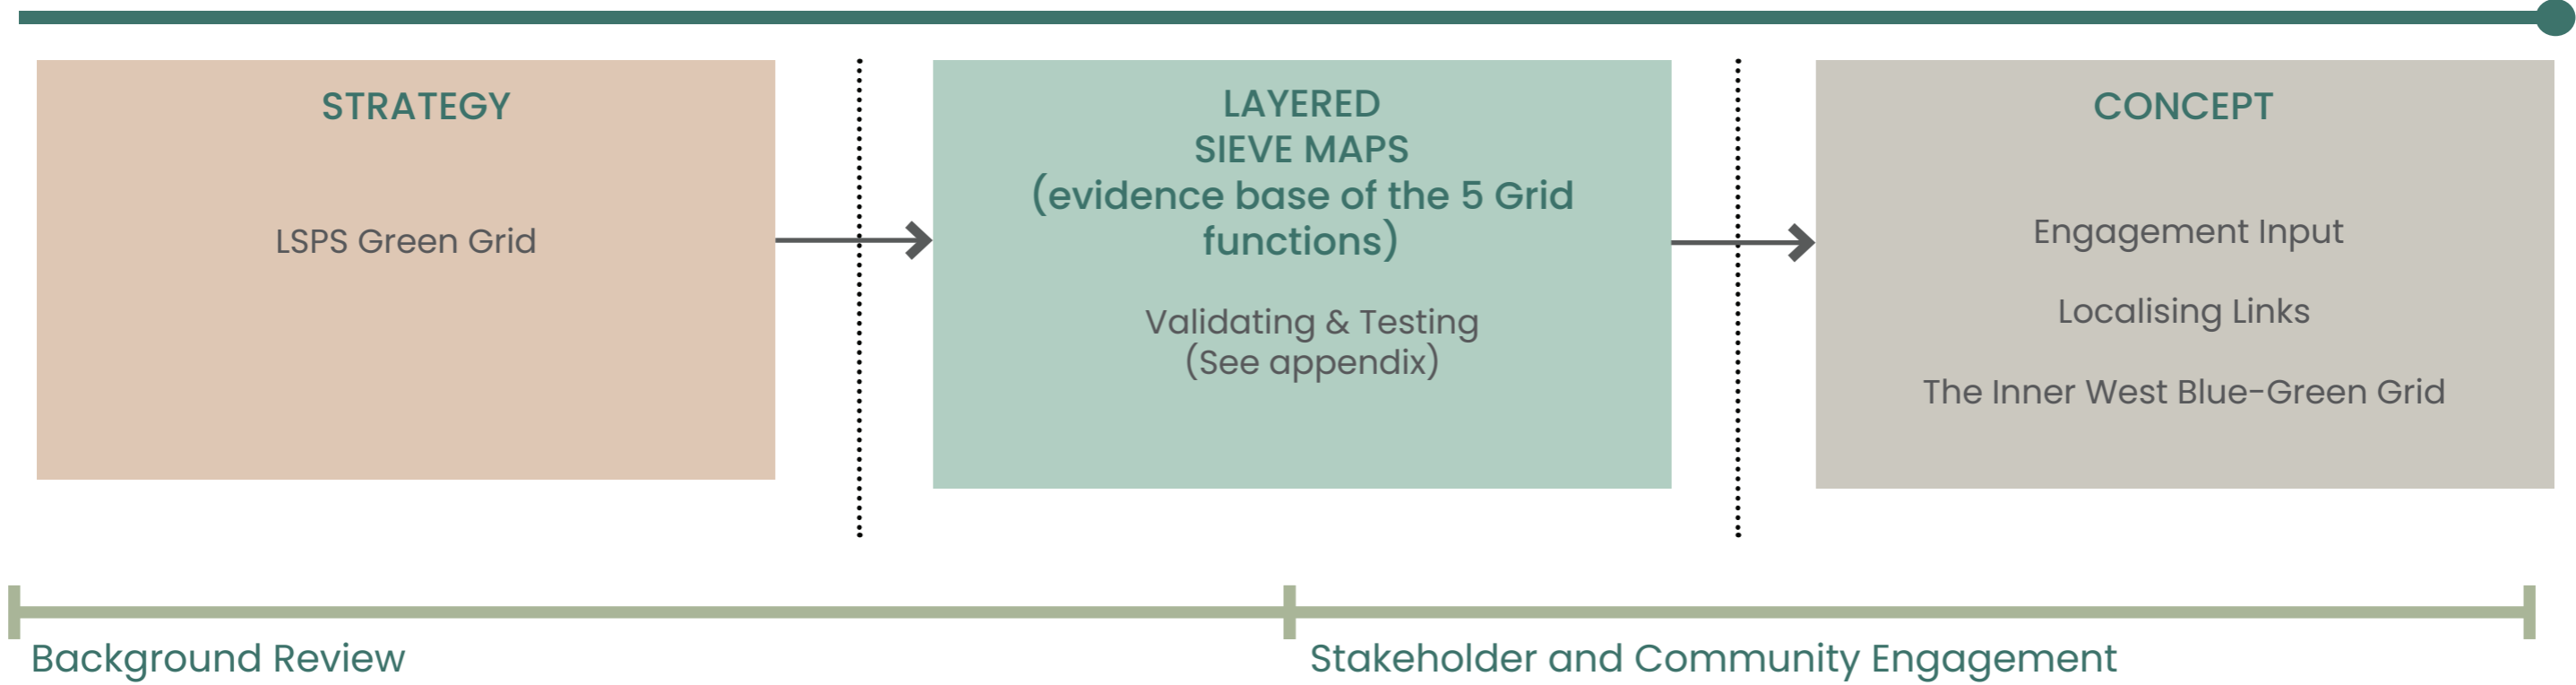 STRATEGY
LSPS Green Grid
LAYERED
SIEVE MAPS
(evidence base of the 5 Grid
functions)
Validating & Testing
(See appendix)
CONCEPT
Engagement Input
Localising Links
The Inner West Blue-Green Grid
Background Review
Stakeholder and Community Engagement